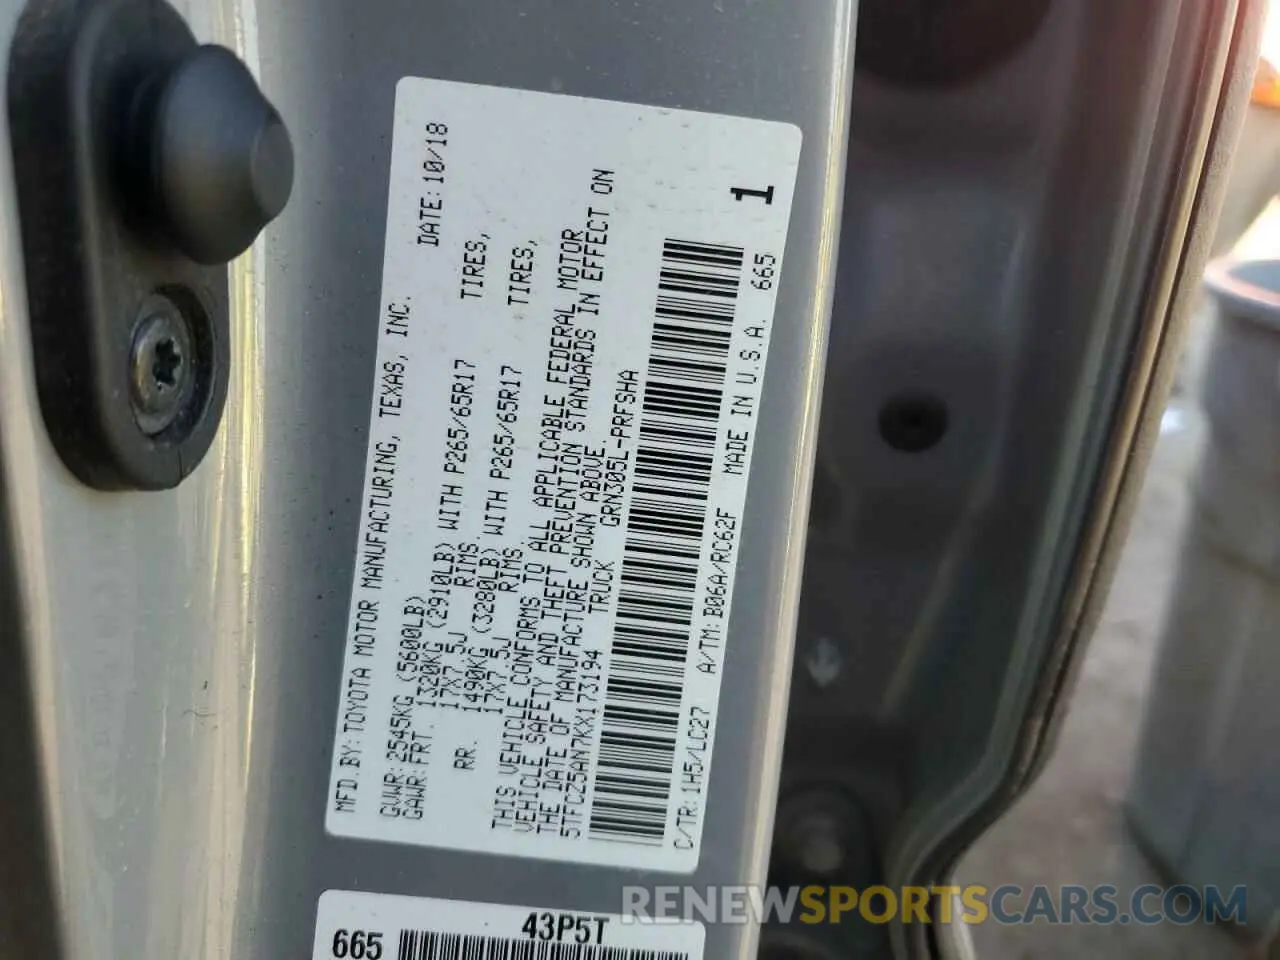 MFD.BY:TOYOTA MOTOR MANUFACTURING, TEXAS, INC. DATE:10/18
GVWR:2545KG (5600LB)
GAWR:FRT. 1320KG (2910LB) WITH P265/65R17 TIRES,
17X7.5J RIMS
RR. 1490KG (3280LB) WITH P265/65R17 TIRES,
17X7.5J RIMS
THIS VEHICLE CONFORMS TO ALL APPLICABLE FEDERAL MOTOR
VEHICLE SAFETY AND THEFT PREVENTION STANDARDS IN EFFECT ON
THE DATE OF MANUFACTURE SHOWN ABOVE.
5TFCZ5AN7KX173194 TRUCK GRN305L-PRFSHA
1
C/TR:1H5/LC27 A/TM:B06A/RC62F MADE IN U.S.A. 665
43P5T
665
RENEWSPORTSCARS.COM